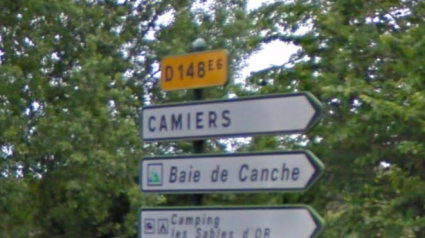 D148E6
CAMIERS
Baie de Canche
Camping
les Sables d'OR